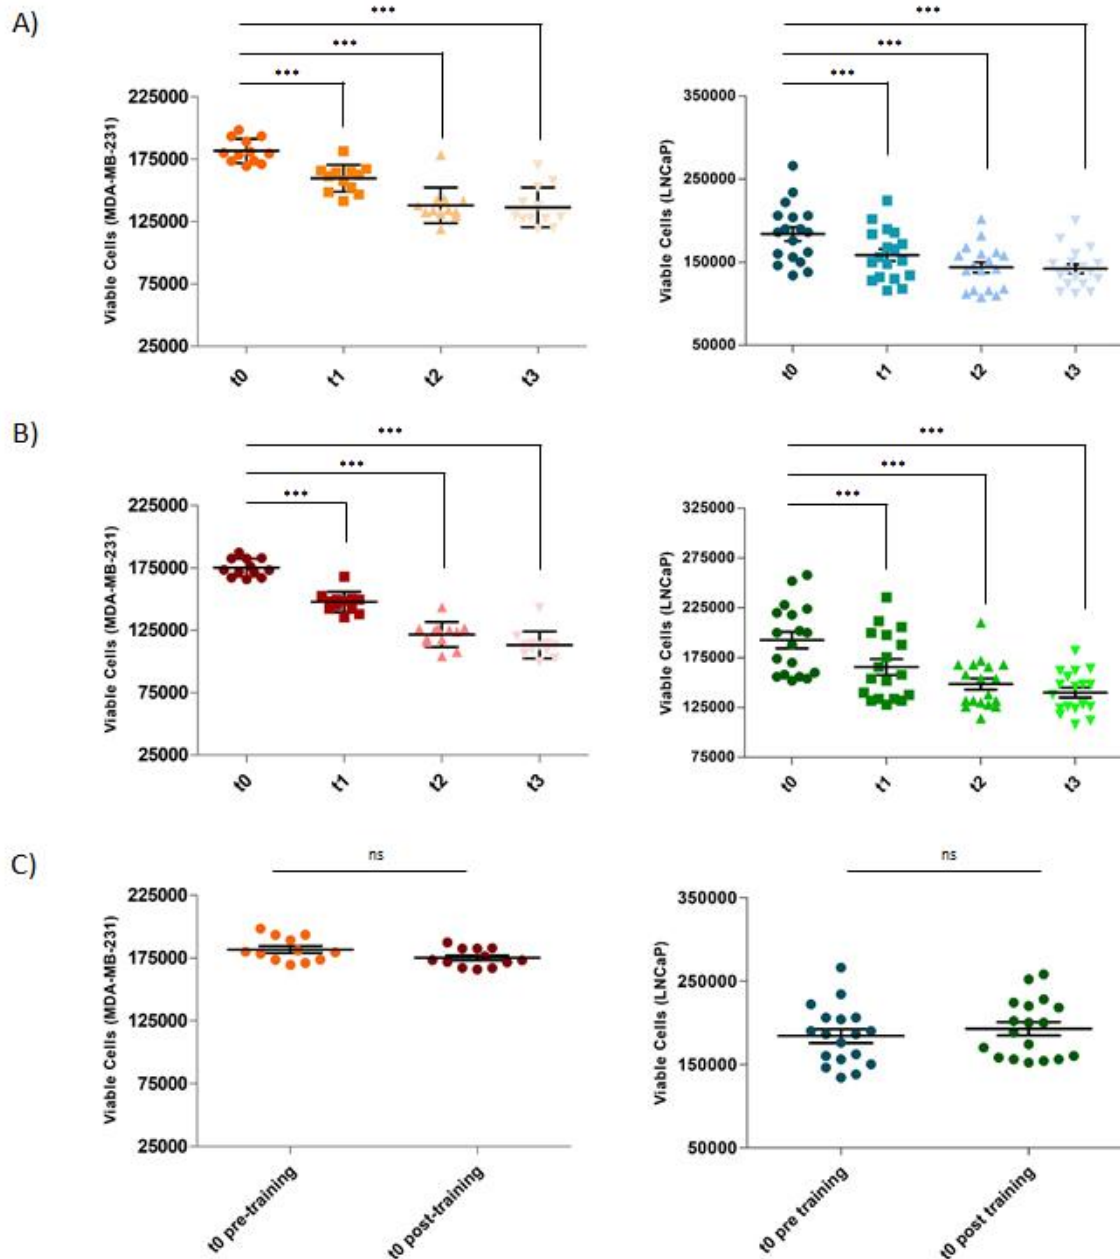 A)
***
***
***
225000
175000
125000
75000
25000
Viable Cells (MDA-MB-231)
t0
t1
t2
t3
***
***
***
350000
250000
150000
50000
Viable Cells (LNCaP)
t0
t1
t2
t3
B)
***
***
***
225000
175000
125000
75000
25000
Viable Cells (MDA-MB-231)
t0
t1
t2
t3
***
***
***
325000
275000
225000
175000
125000
75000
Viable Cells (LNCaP)
t0
t1
t2
t3
C)
ns
225000
175000
125000
75000
25000
Viable Cells (MDA-MB-231)
t0 pre-training
t0 post-training
ns
350000
250000
150000
50000
Viable Cells (LNCaP)
t0 pre training
t0 post training